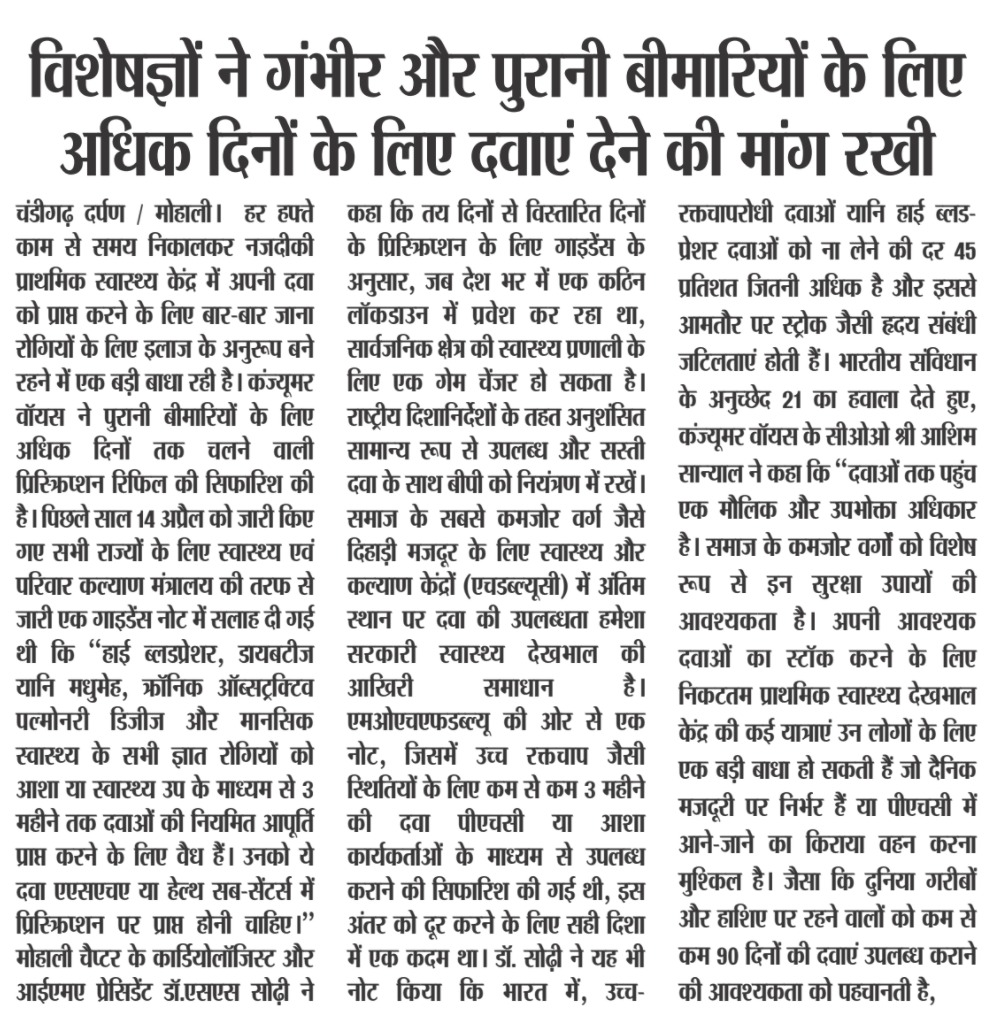 विशेषज्ञों ने गंभीर और पुरानी बीमारियों के लिए
अधिक दिनों के लिए दवाएं देने की मांग रखी
चंडीगढ़ दर्पण / मोहाली। हर हफ्ते
काम से समय निकालकर नजदीकी
प्राथमिक स्वास्थ्य केंद्र में अपनी दवा
को प्राप्त करने के लिए बार-बार जाना
रोगियों के लिए इलाज के अनुरूप बने
रहने में एक बड़ी बाधा रही है। कंज्यूमर
वॉयस ने पुरानी बीमारियों के लिए
अधिक दिनों तक चलने वाली
प्रिस्क्रिप्शन रिफिल की सिफारिश की
है। पिछले साल 14 अप्रैल को जारी किए
गए सभी राज्यों के लिए स्वास्थ्य एवं
परिवार कल्याण मंत्रालय की तरफ से
जारी एक गाइडेंस नोट में सलाह दी गई
थी कि “हाई ब्लडप्रेशर, डायबटीज
यानि मधुमेह, क्रॉनिक ऑब्सट्रक्टिव
पल्मोनरी डिजीज और मानसिक
स्वास्थ्य के सभी ज्ञात रोगियों को
आशा या स्वास्थ्य उप के माध्यम से 3
महीने तक दवाओं की नियमित आपूर्ति
प्राप्त करने के लिए वैध हैं। उनको ये
दवा एएसएचए या हेल्थ सब-सेंटर्स में
प्रिस्क्रिप्शन पर प्राप्त होनी चाहिए।”
मोहाली चैप्टर के कार्डियोलॉजिस्ट और
आईएमए प्रेसिडेंट डॉ.एसएस सोढ़ी ने
कहा कि तय दिनों से विस्तारित दिनों
के प्रिस्क्रिप्शन के लिए गाइडेंस के
अनुसार, जब देश भर में एक कठिन
लॉकडाउन में प्रवेश कर रहा था,
सार्वजनिक क्षेत्र की स्वास्थ्य प्रणाली के
लिए एक गेम चेंजर हो सकता है।
राष्ट्रीय दिशानिर्देशों के तहत अनुशंसित
सामान्य रूप से उपलब्ध और सस्ती
दवा के साथ बीपी को नियंत्रण में रखें।
समाज के सबसे कमजोर वर्ग जैसे
दिहाड़ी मजदूर के लिए स्वास्थ्य और
कल्याण केंद्रों (एचडब्ल्यूसी) में अंतिम
स्थान पर दवा की उपलब्धता हमेशा
सरकारी स्वास्थ्य देखभाल की
आखिरी समाधान है।
एमओएचएफडब्ल्यू की ओर से एक
नोट, जिसमें उच्च रक्तचाप जैसी
स्थितियों के लिए कम से कम 3 महीने
की दवा पीएचसी या आशा
कार्यकर्ताओं के माध्यम से उपलब्ध
कराने की सिफारिश की गई थी, इस
अंतर को दूर करने के लिए सही दिशा
में एक कदम था। डॉ. सोढ़ी ने यह भी
नोट किया कि भारत में, उच्च-
रक्तचापरोधी दवाओं यानि हाई ब्लड-
प्रेशर दवाओं को ना लेने की दर 45
प्रतिशत जितनी अधिक है और इससे
आमतौर पर स्ट्रोक जैसी हृदय संबंधी
जटिलताएं होती हैं। भारतीय संविधान
के अनुच्छेद 21 का हवाला देते हुए,
कंज्यूमर वॉयस के सीओओ श्री आशिम
सान्याल ने कहा कि “दवाओं तक पहुंच
एक मौलिक और उपभोक्ता अधिकार
है। समाज के कमजोर वर्गों को विशेष
रूप से इन सुरक्षा उपायों की
आवश्यकता है। अपनी आवश्यक
दवाओं का स्टॉक करने के लिए
निकटतम प्राथमिक स्वास्थ्य देखभाल
केंद्र की कई यात्राएं उन लोगों के लिए
एक बड़ी बाधा हो सकती हैं जो दैनिक
मजदूरी पर निर्भर हैं या पीएचसी में
आने-जाने का किराया वहन करना
मुश्किल है। जैसा कि दुनिया गरीबों
और हाशिए पर रहने वालों को कम से
कम 90 दिनों की दवाएं उपलब्ध कराने
की आवश्यकता को पहचानती है,